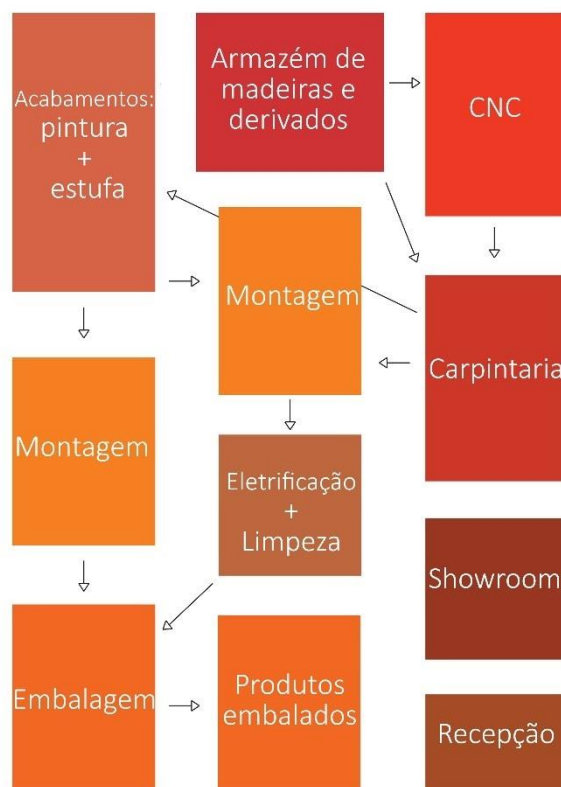 Acabamentos:
pintura
+
estufa
Armazém de
madeiras e
derivados
CNC
Montagem
Carpintaria
Montagem
Eletrificação
+
Limpeza
Showroom
Embalagem
Produtos
embalados
Recepção